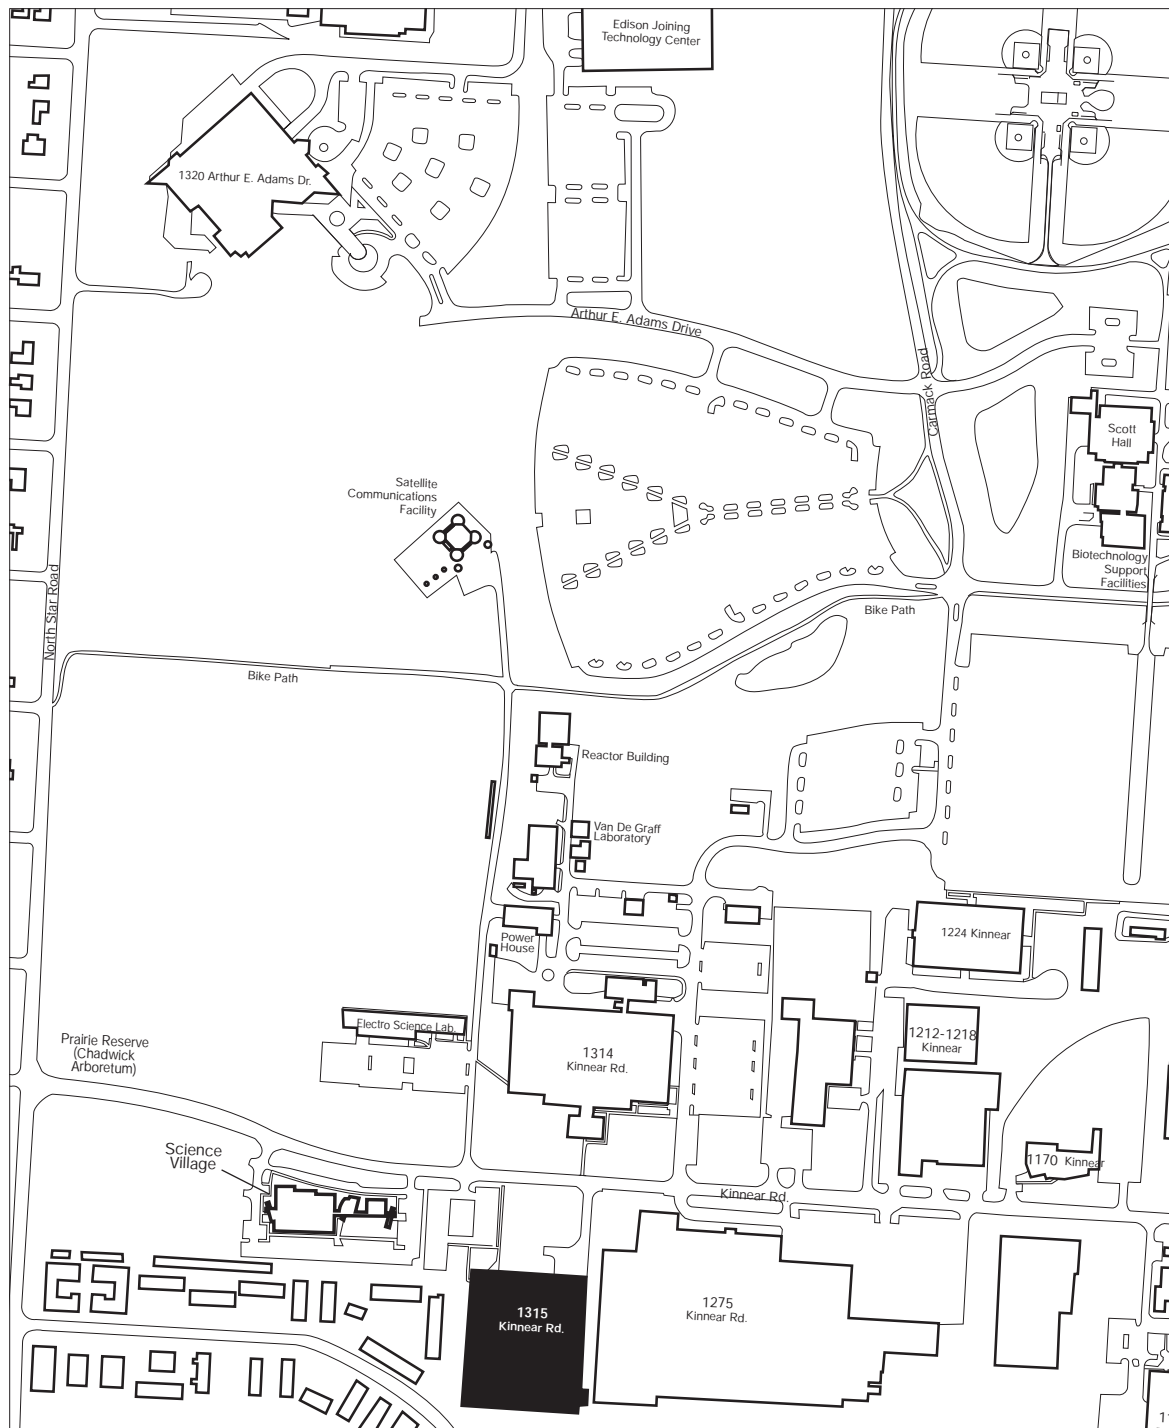 Edison Joining
Technology Center
1320 Arthur E. Adams Dr.
Arthur E. Adams Drive
Carmack Road
Scott
Hall
Satellite
Communications
Facility
Biotechnology
Support
Facilities
North Star Road
Bike Path
Bike Path
Reactor Building
Van De Graff
Laboratory
Power
House
1224 Kinnear
Electro Science Lab.
1212-1218
Kinnear
Prairie Reserve
(Chadwick
Arboretum)
1314
Kinnear Rd.
Science
Village
1170 Kinnear
Kinnear Rd.
1315
Kinnear Rd.
1275
Kinnear Rd.